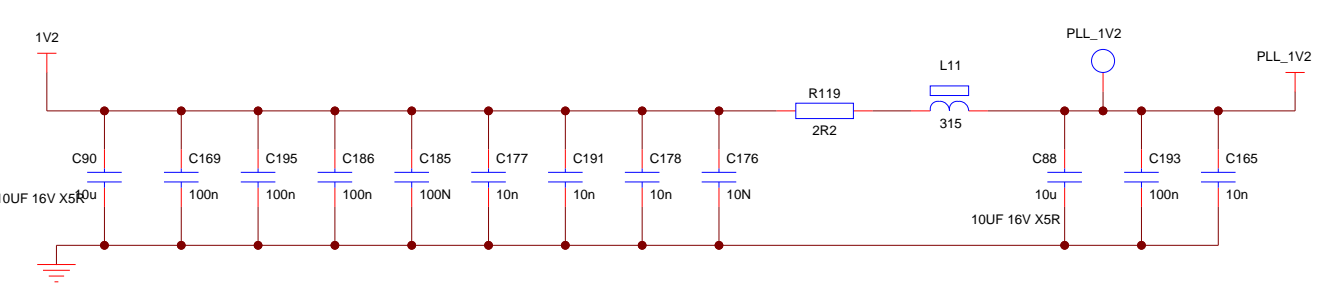 PLL_1V2
1V2
PLL_1V2
L11
R119
2R2
315
C90
C169
C195
C186
C185
C177
C191
C178
C176
C88
C193
C165
10u
100n
100n
100n
100N
10n
10n
10n
10N
10u
100n
10n
10UF 16V X5R
10UF 16V X5R